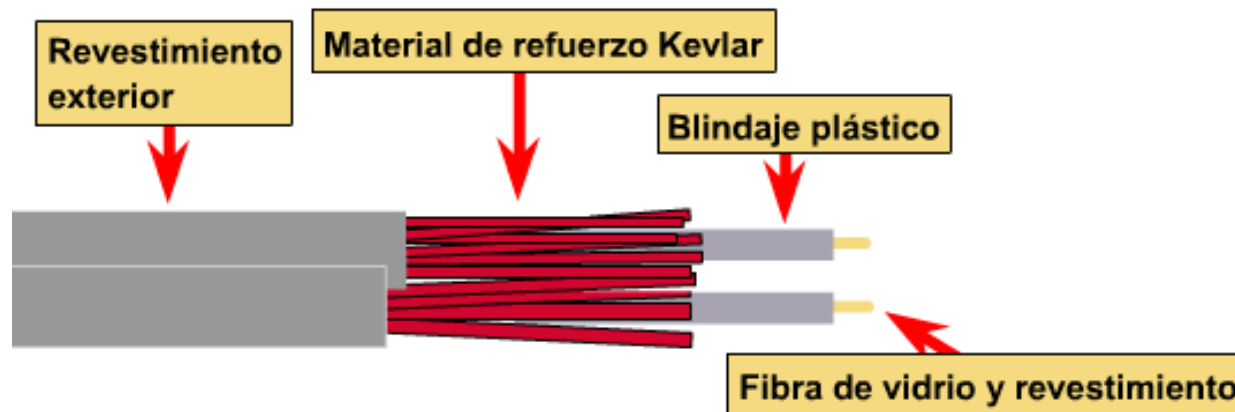 Revestimiento
exterior
Material de refuerzo Kevlar
Blindaje plástico
Fibra de vidrio y revestimiento